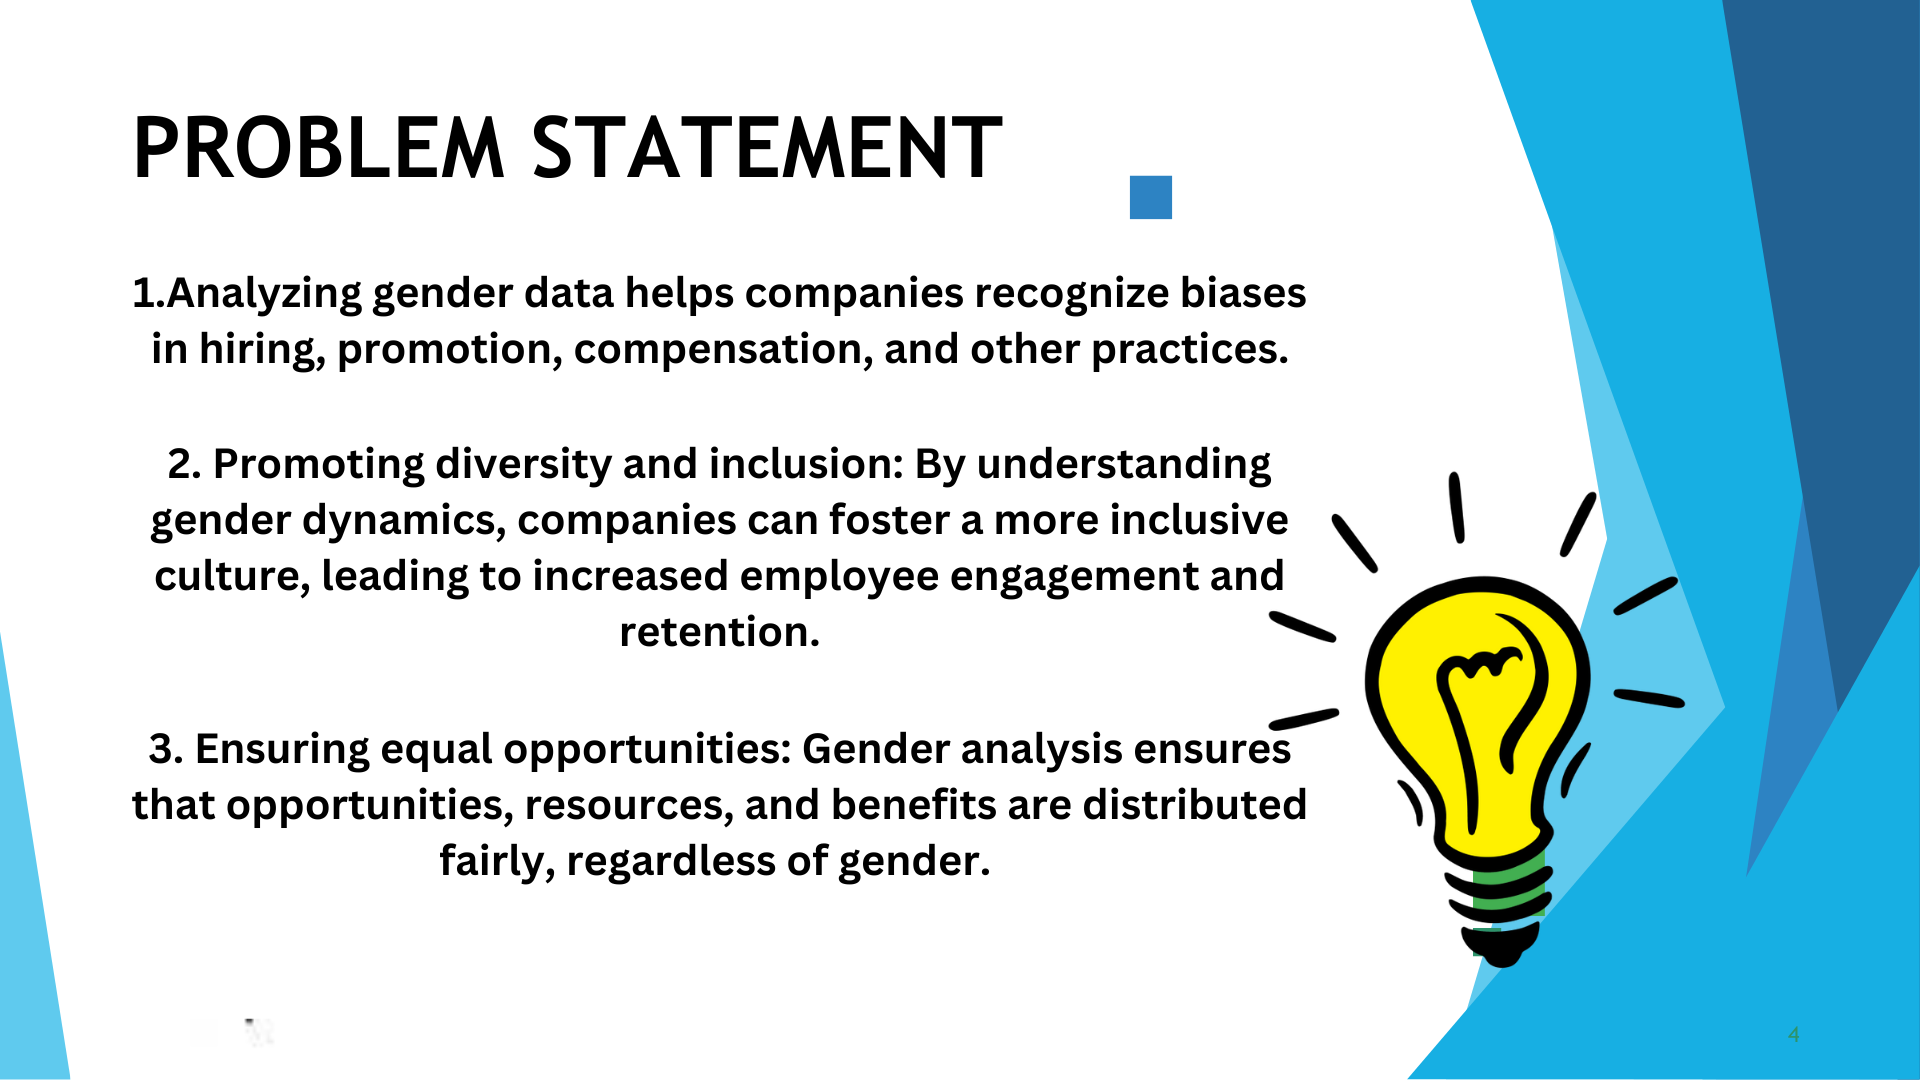 PROBLEM STATEMENT
1.Analyzing gender data helps companies recognize biases
in hiring, promotion, compensation, and other practices.
2. Promoting diversity and inclusion: By understanding
gender dynamics, companies can foster a more inclusive
culture, leading to increased employee engagement and
retention.
3. Ensuring equal opportunities: Gender analysis ensures
that opportunities, resources, and benefits are distributed
fairly, regardless of gender.
4